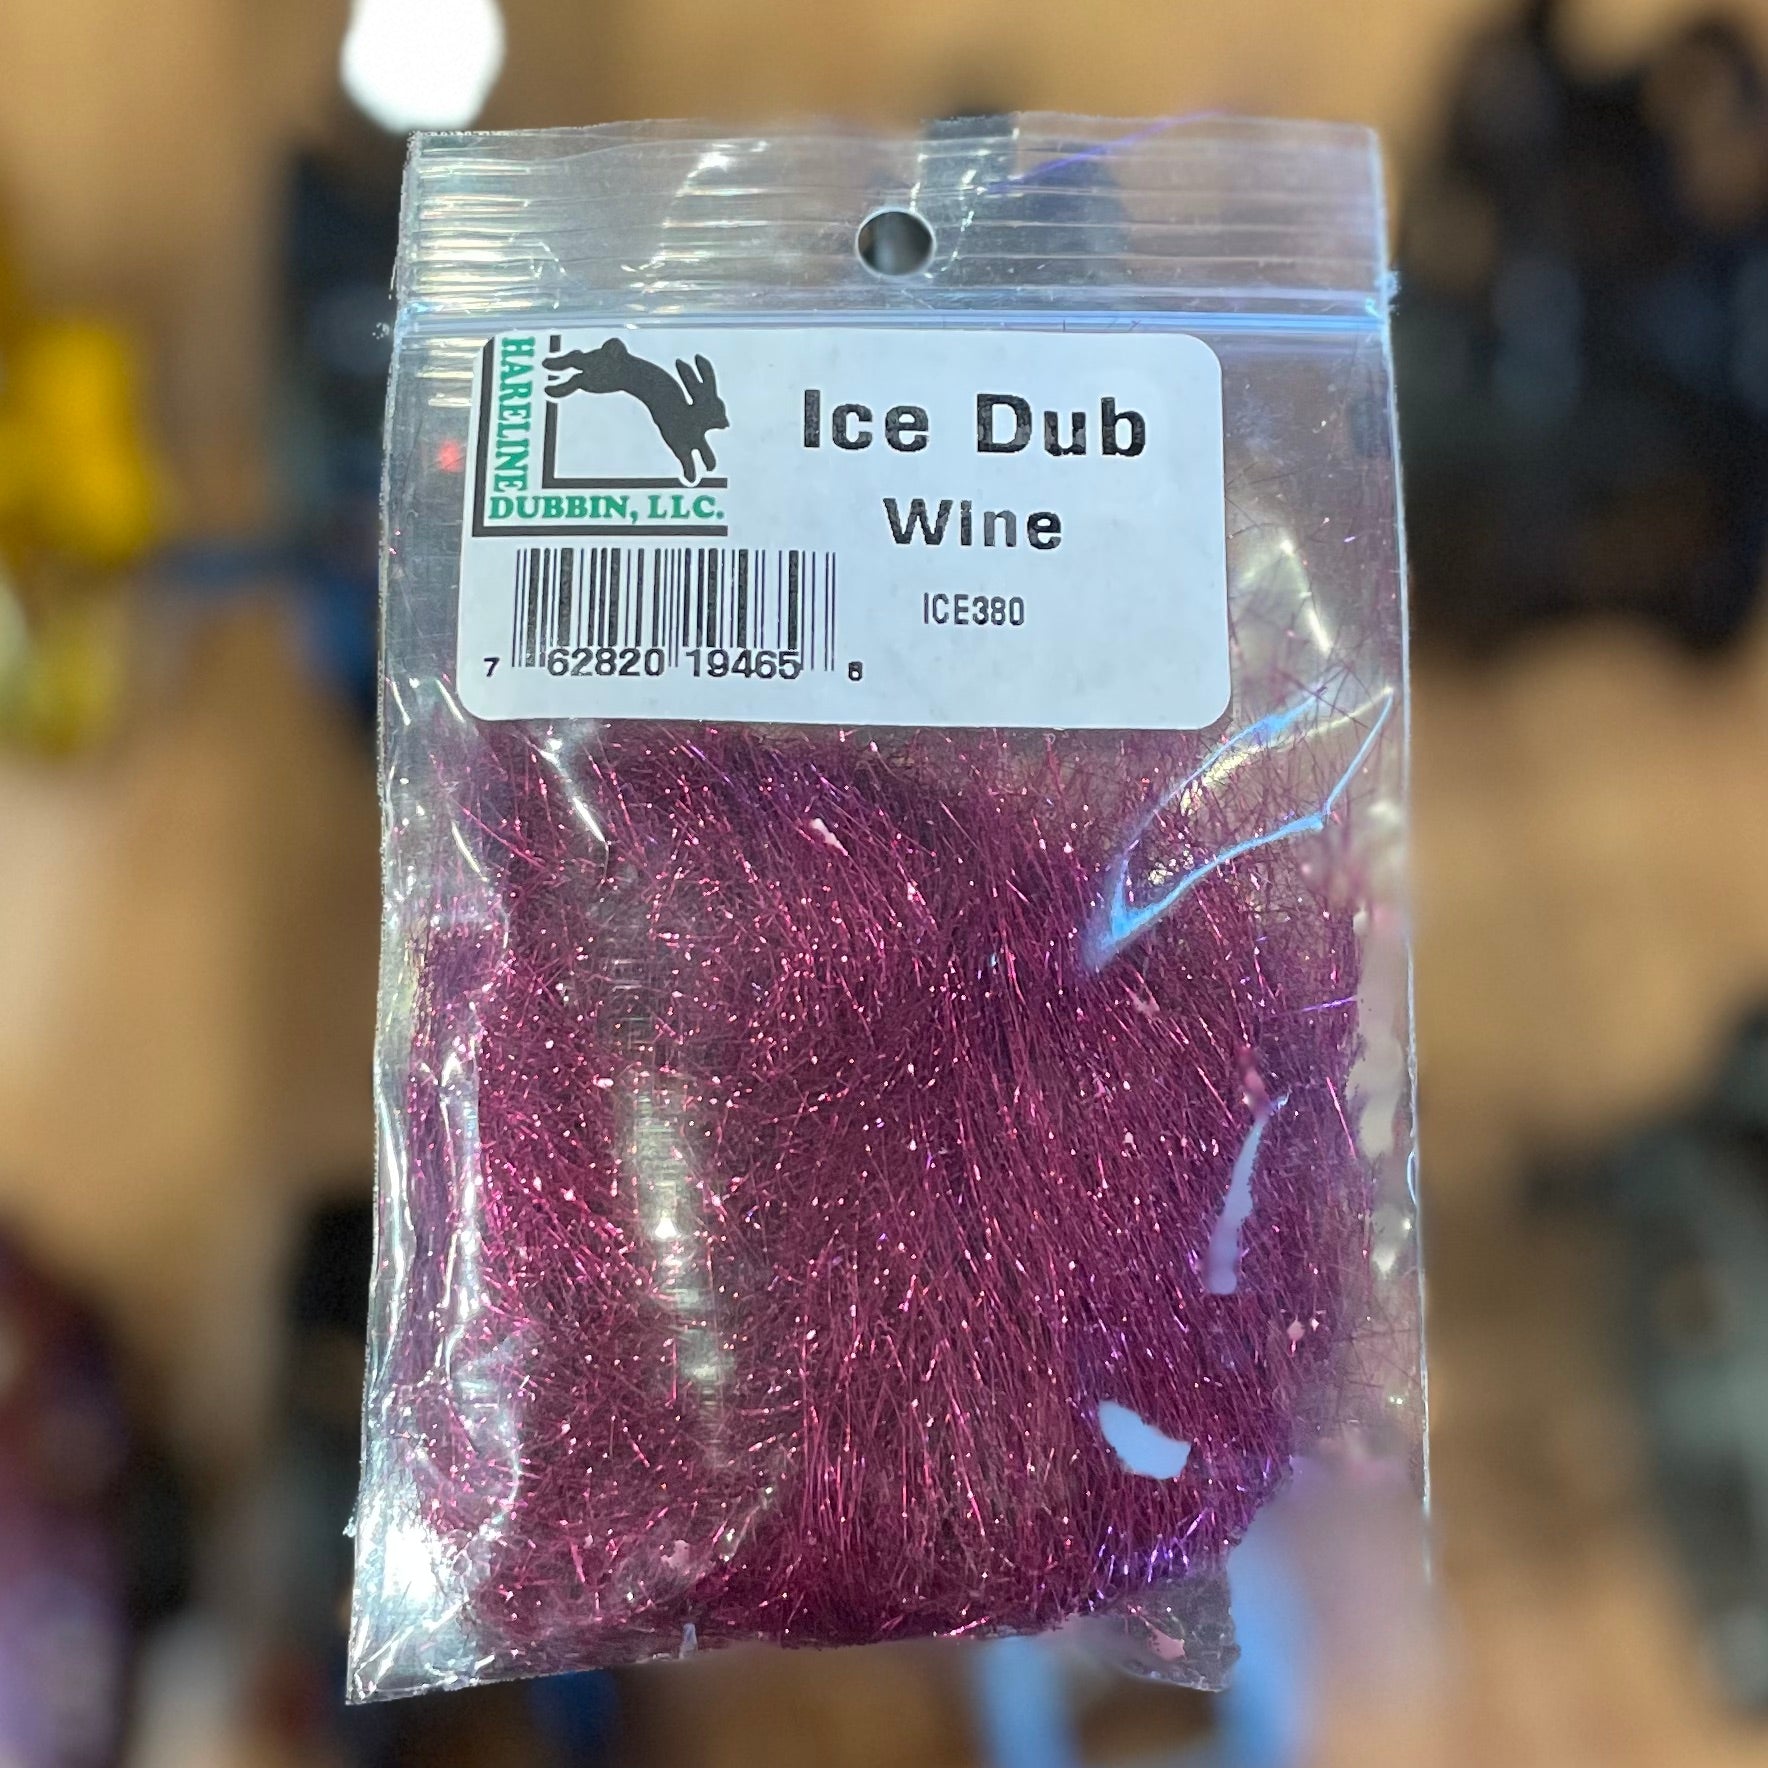 HARELINE
DUBBIN, LLC.
Ice Dub
Wine
ICE380
7 62820 19465 8